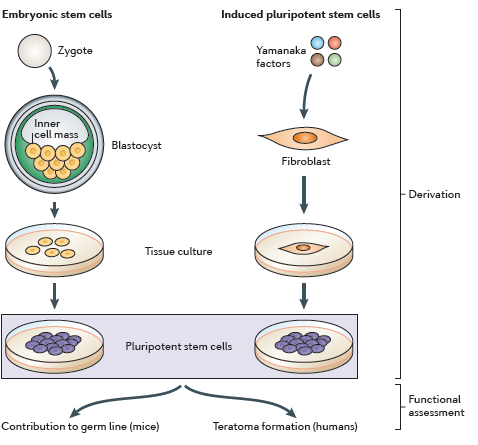 Embryonic stem cells
Induced pluripotent stem cells
Zygote
Yamanaka
factors
Inner
cell mass
Blastocyst
Fibroblast
Derivation
Tissue culture
Pluripotent stem cells
Functional
assessment
Contribution to germ line (mice)
Teratoma formation (humans)